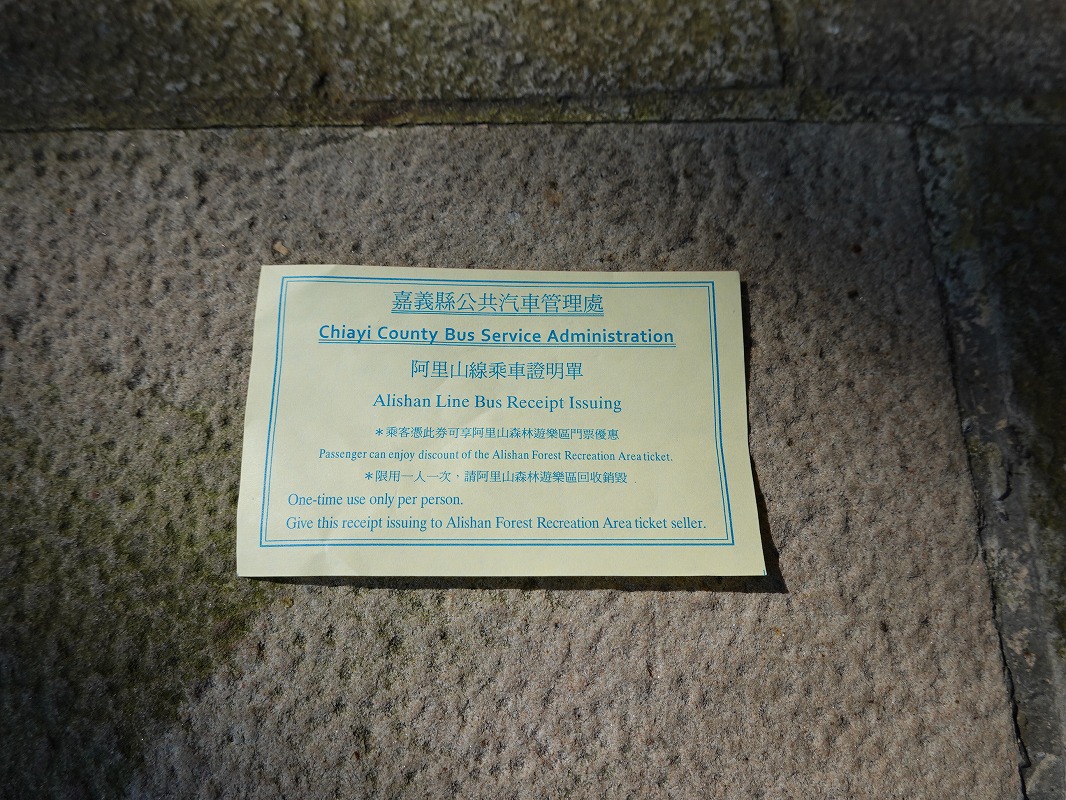 嘉義縣公共汽車管理處
Chiayi County Bus Service Administration
阿里山線乘車證明單
Alishan Line Bus Receipt Issuing
＊乘客憑此券可享阿里山森林遊樂區門票優惠
Passenger can enjoy discount of the Alishan Forest Recreation Area ticket.
＊限用一人一次，請阿里山森林遊樂區回收銷毀
One-time use only per person.
Give this receipt issuing to Alishan Forest Recreation Area ticket seller.